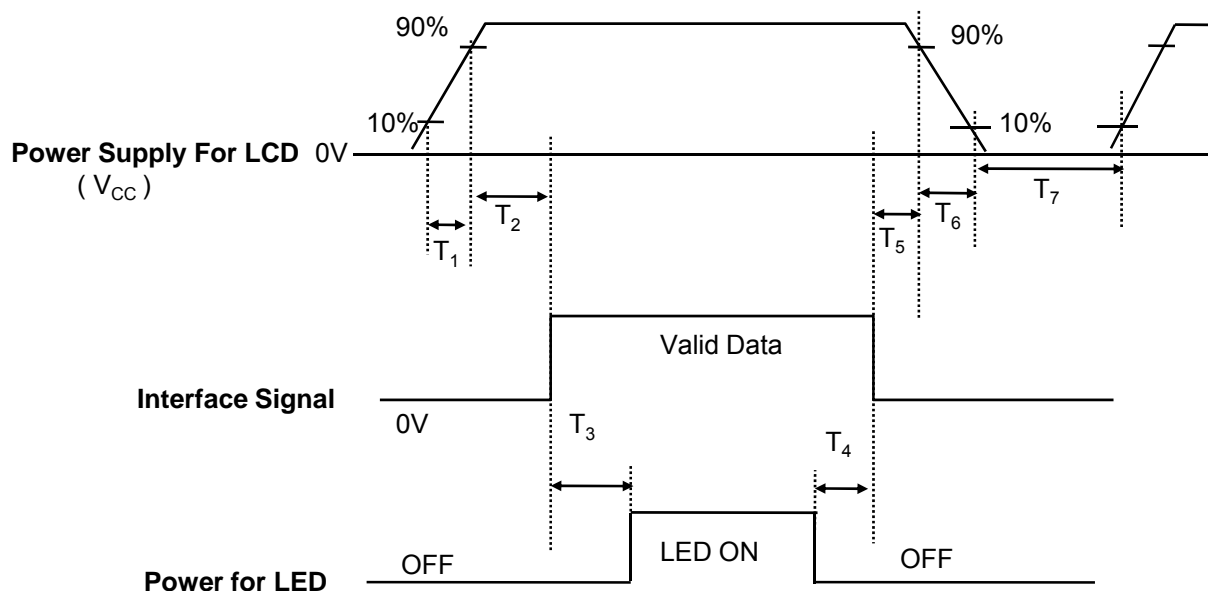 90%
90%
10%
10%
Power Supply For LCD 0V
( VCC )
T1
T2
T5
T6
T7
Valid Data
Interface Signal
0V
T3
T4
OFF
LED ON
OFF
Power for LED